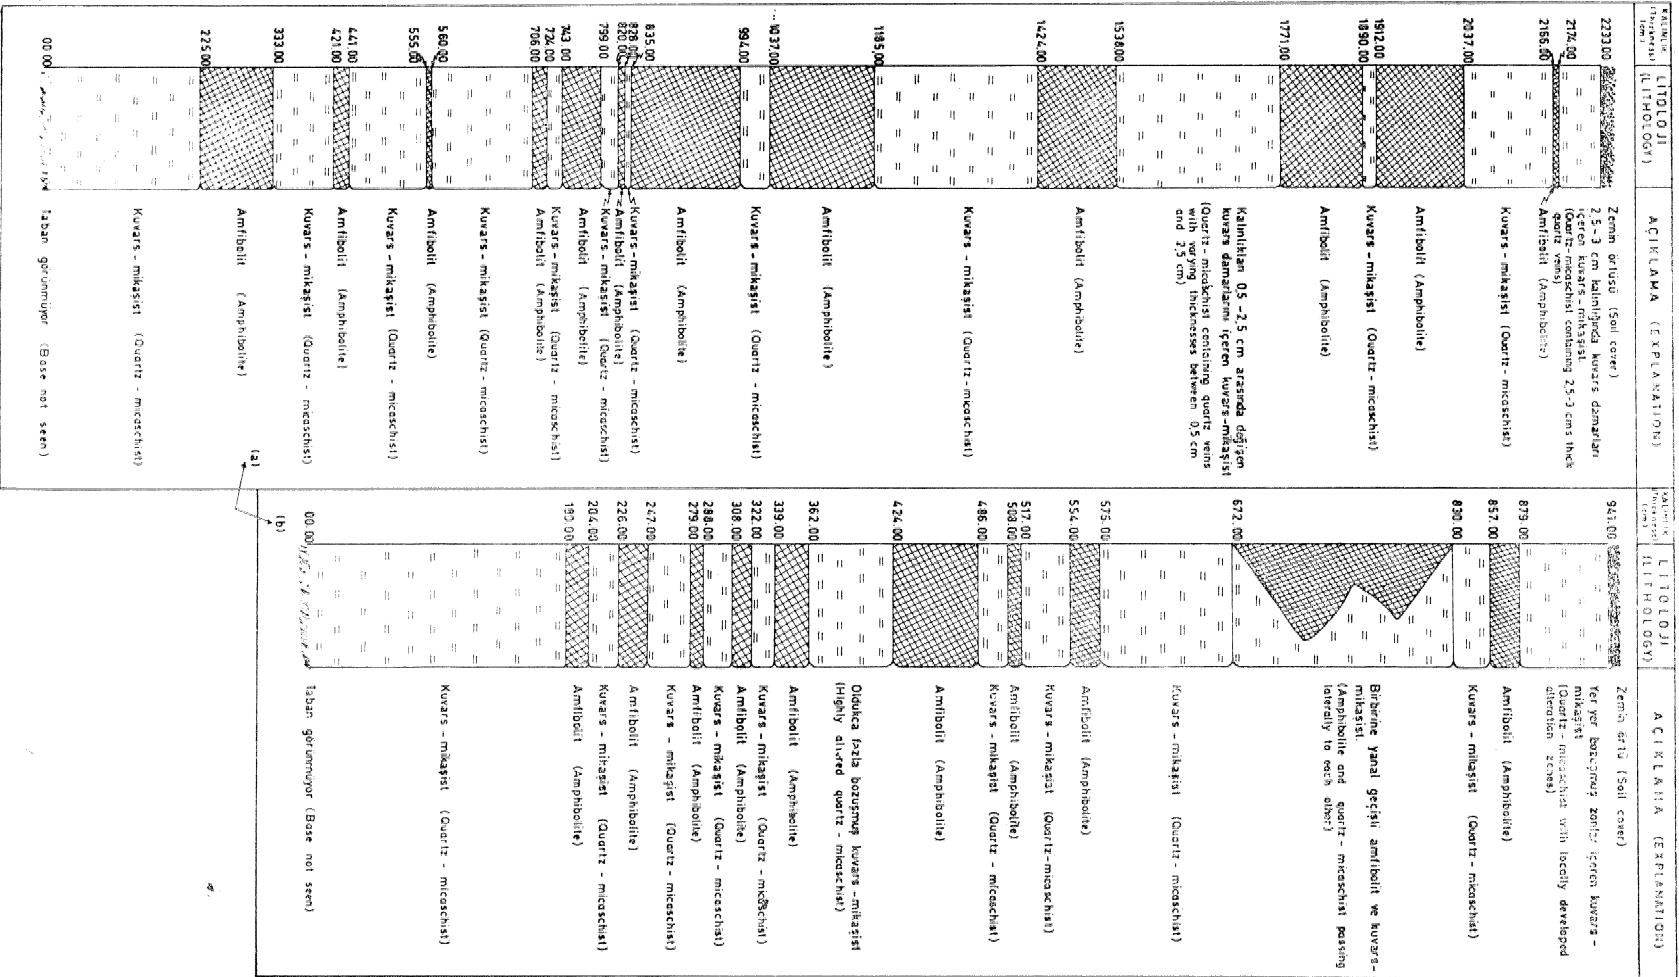 KALINLIK
(Thickness)
(cm)
LİTOLOJİ
(LITHOLOGY)
AÇIKLAMA (EXPLANATION)
2233.00
Zemin örtüsü (Soil cover)
2,5-3 cm kalınlığında kuvars damarları
içeren kuvars-mikaşist.
(Quartz-micaschist containing 2,5-3 cms thick
quartz veins)
2174.00
2166.00
Amfibolit (Amphibolite)
Kuvars - mikaşist (Quartz - micaschist)
2037.00
Amfibolit (Amphibolite)
1912.00
1890.00
Kuvars - mikaşist (Quartz - micaschist)
Amfibolit (Amphibolite)
1771.00
Kalınlıkları 0,5 -2,5 cm arasında değişen
kuvars damarlarını içeren kuvars-mikaşist
(Quartz - micaschist containing quartz veins
with varying thicknesses between 0,5 cm
and 2,5 cm)
1538.00
Amfibolit (Amphibolite)
1424.00
Kuvars - mikaşist (Quartz - micaschist)
1185.00
Amfibolit (Amphibolite)
1037.00
Kuvars - mikaşist (Quartz - micaschist)
994.00
Amfibolit (Amphibolite)
835.00
828.00
Kuvars-mikaşist (Quartz - micaschist)
820.00
Amfibolit (Amphibolite)
799.00
Kuvars - mikaşist (Quartz - micaschist)
Amfibolit (Amphibolite)
743.00
Kuvars - mikaşist (Quartz - micaschist)
724.00
Amfibolit (Amphibolite)
706.00
Kuvars - mikaşist (Quartz - micaschist)
560.00
Amfibolit (Amphibolite)
555.00
Kuvars - mikaşist (Quartz - micaschist)
441.00
Amfibolit (Amphibolite)
421.00
Kuvars - mikaşist (Quartz - micaschist)
333.00
Amfibolit (Amphibolite)
225.00
Kuvars - mikaşist (Quartz - micaschist)
00.00
Taban görünmüyor (Base not seen)
(a)
(b)
KALINLIK
(Thickness)
(cm)
LİTOLOJİ
(LITHOLOGY)
AÇIKLAMA (EXPLANATION)
941.00
Zemin örtü (Soil cover)
Yer yer bozuşmuş zonlar içeren kuvars -
mikaşist
(Quartz - micaschist with locally developed
alteration zones)
879.00
Amfibolit (Amphibolite)
857.00
Kuvars - mikaşist (Quartz - micaschist)
830.00
Birbirine yanal geçişli amfibolit ve kuvars-
mikaşist.
(Amphibolite and quartz - micaschist passing
laterally to each other)
672.00
Kuvars - mikaşist (Quartz - micaschist)
575.00
Amfibolit (Amphibolite)
554.00
Kuvars - mikaşist (Quartz-micaschist)
517.00
Amfibolit (Amphibolite)
508.00
Kuvars - mikaşist (Quartz - micaschist)
486.00
Amfibolit (Amphibolite)
424.00
Oldukca fazla bozuşmuş kuvars-mikaşist
(Highly altered quartz - micaschist)
362.00
Amfibolit (Amphibolite)
339.00
Kuvars - mikaşist (Quartz - micaschist)
322.00
Amfibolit (Amphibolite)
308.00
Kuvars - mikaşist (Quartz - micaschist)
288.00
Amfibolit (Amphibolite)
279.00
Kuvars - mikaşist (Quartz - micaschist)
247.00
Amfibolit (Amphibolite)
226.00
Kuvars - mikaşist (Quartz - micaschist)
204.00
Amfibolit (Amphibolite)
Kuvars - mikaşist (Quartz - micaschist)
00.00
Taban görünmüyor (Base not seen)